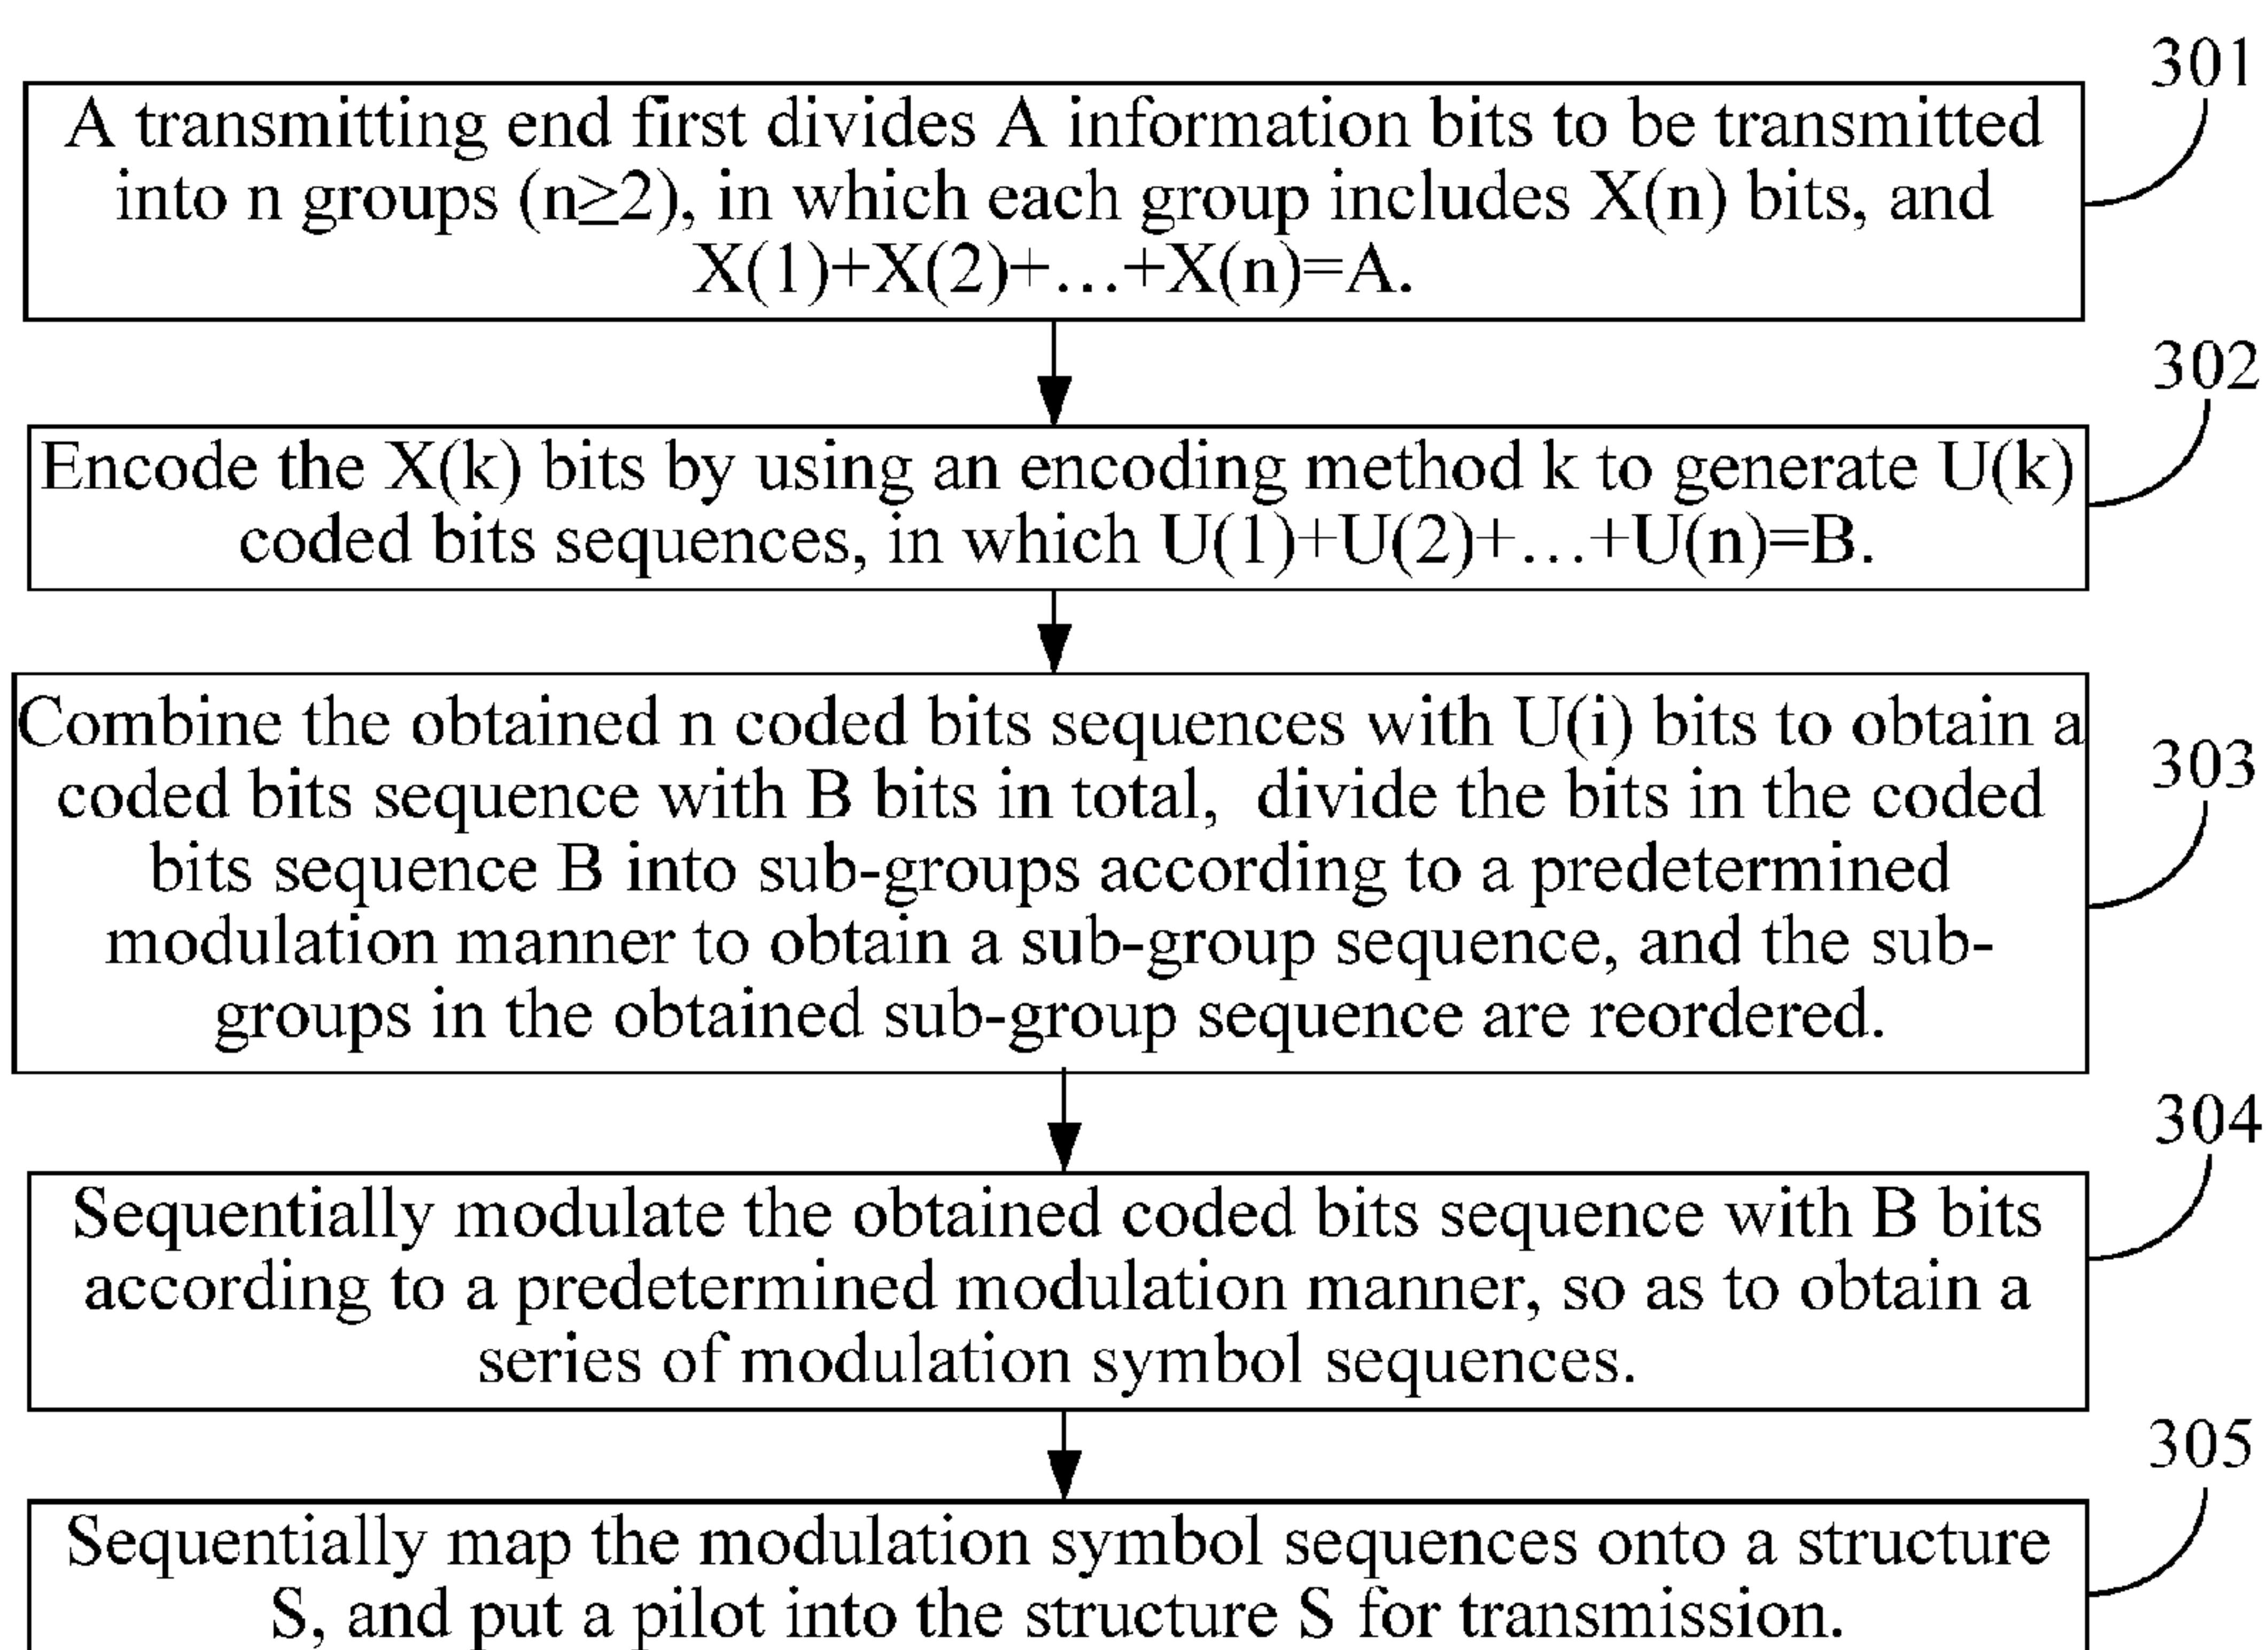 301
A transmitting end first divides A information bits to be transmitted
into n groups (n≥2), in which each group includes X(n) bits, and
X(1)+X(2)+...+X(n)=A.
302
Encode the X(k) bits by using an encoding method k to generate U(k)
coded bits sequences, in which U(1)+U(2)+...+U(n)=B.
303
Combine the obtained n coded bits sequences with U(i) bits to obtain a
coded bits sequence with B bits in total, divide the bits in the coded
bits sequence B into sub-groups according to a predetermined
modulation manner to obtain a sub-group sequence, and the sub-
groups in the obtained sub-group sequence are reordered.
304
Sequentially modulate the obtained coded bits sequence with B bits
according to a predetermined modulation manner, so as to obtain a
series of modulation symbol sequences.
305
Sequentially map the modulation symbol sequences onto a structure
S, and put a pilot into the structure S for transmission.